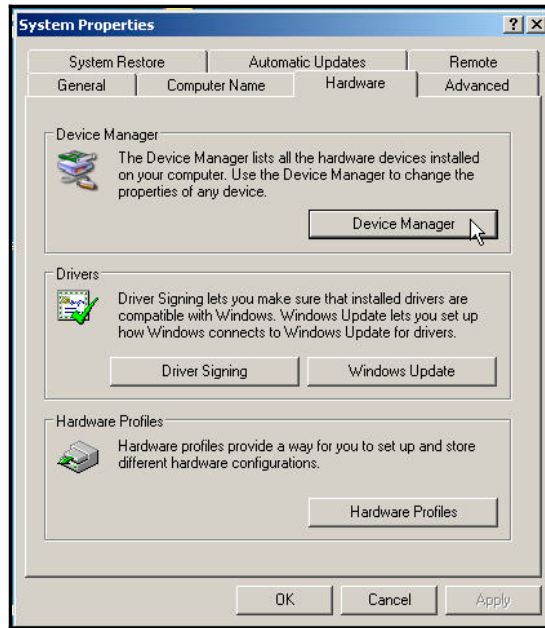 System Properties
System Restore Automatic Updates Remote
General Computer Name Hardware Advanced
Device Manager
The Device Manager lists all the hardware devices installed
on your computer. Use the Device Manager to change the
properties of any device.
Device Manager
Drivers
Driver Signing lets you make sure that installed drivers are
compatible with Windows. Windows Update lets you set up
how Windows connects to Windows Update for drivers.
Driver Signing Windows Update
Hardware Profiles
Hardware profiles provide a way for you to set up and store
different hardware configurations.
Hardware Profiles
OK Cancel Apply